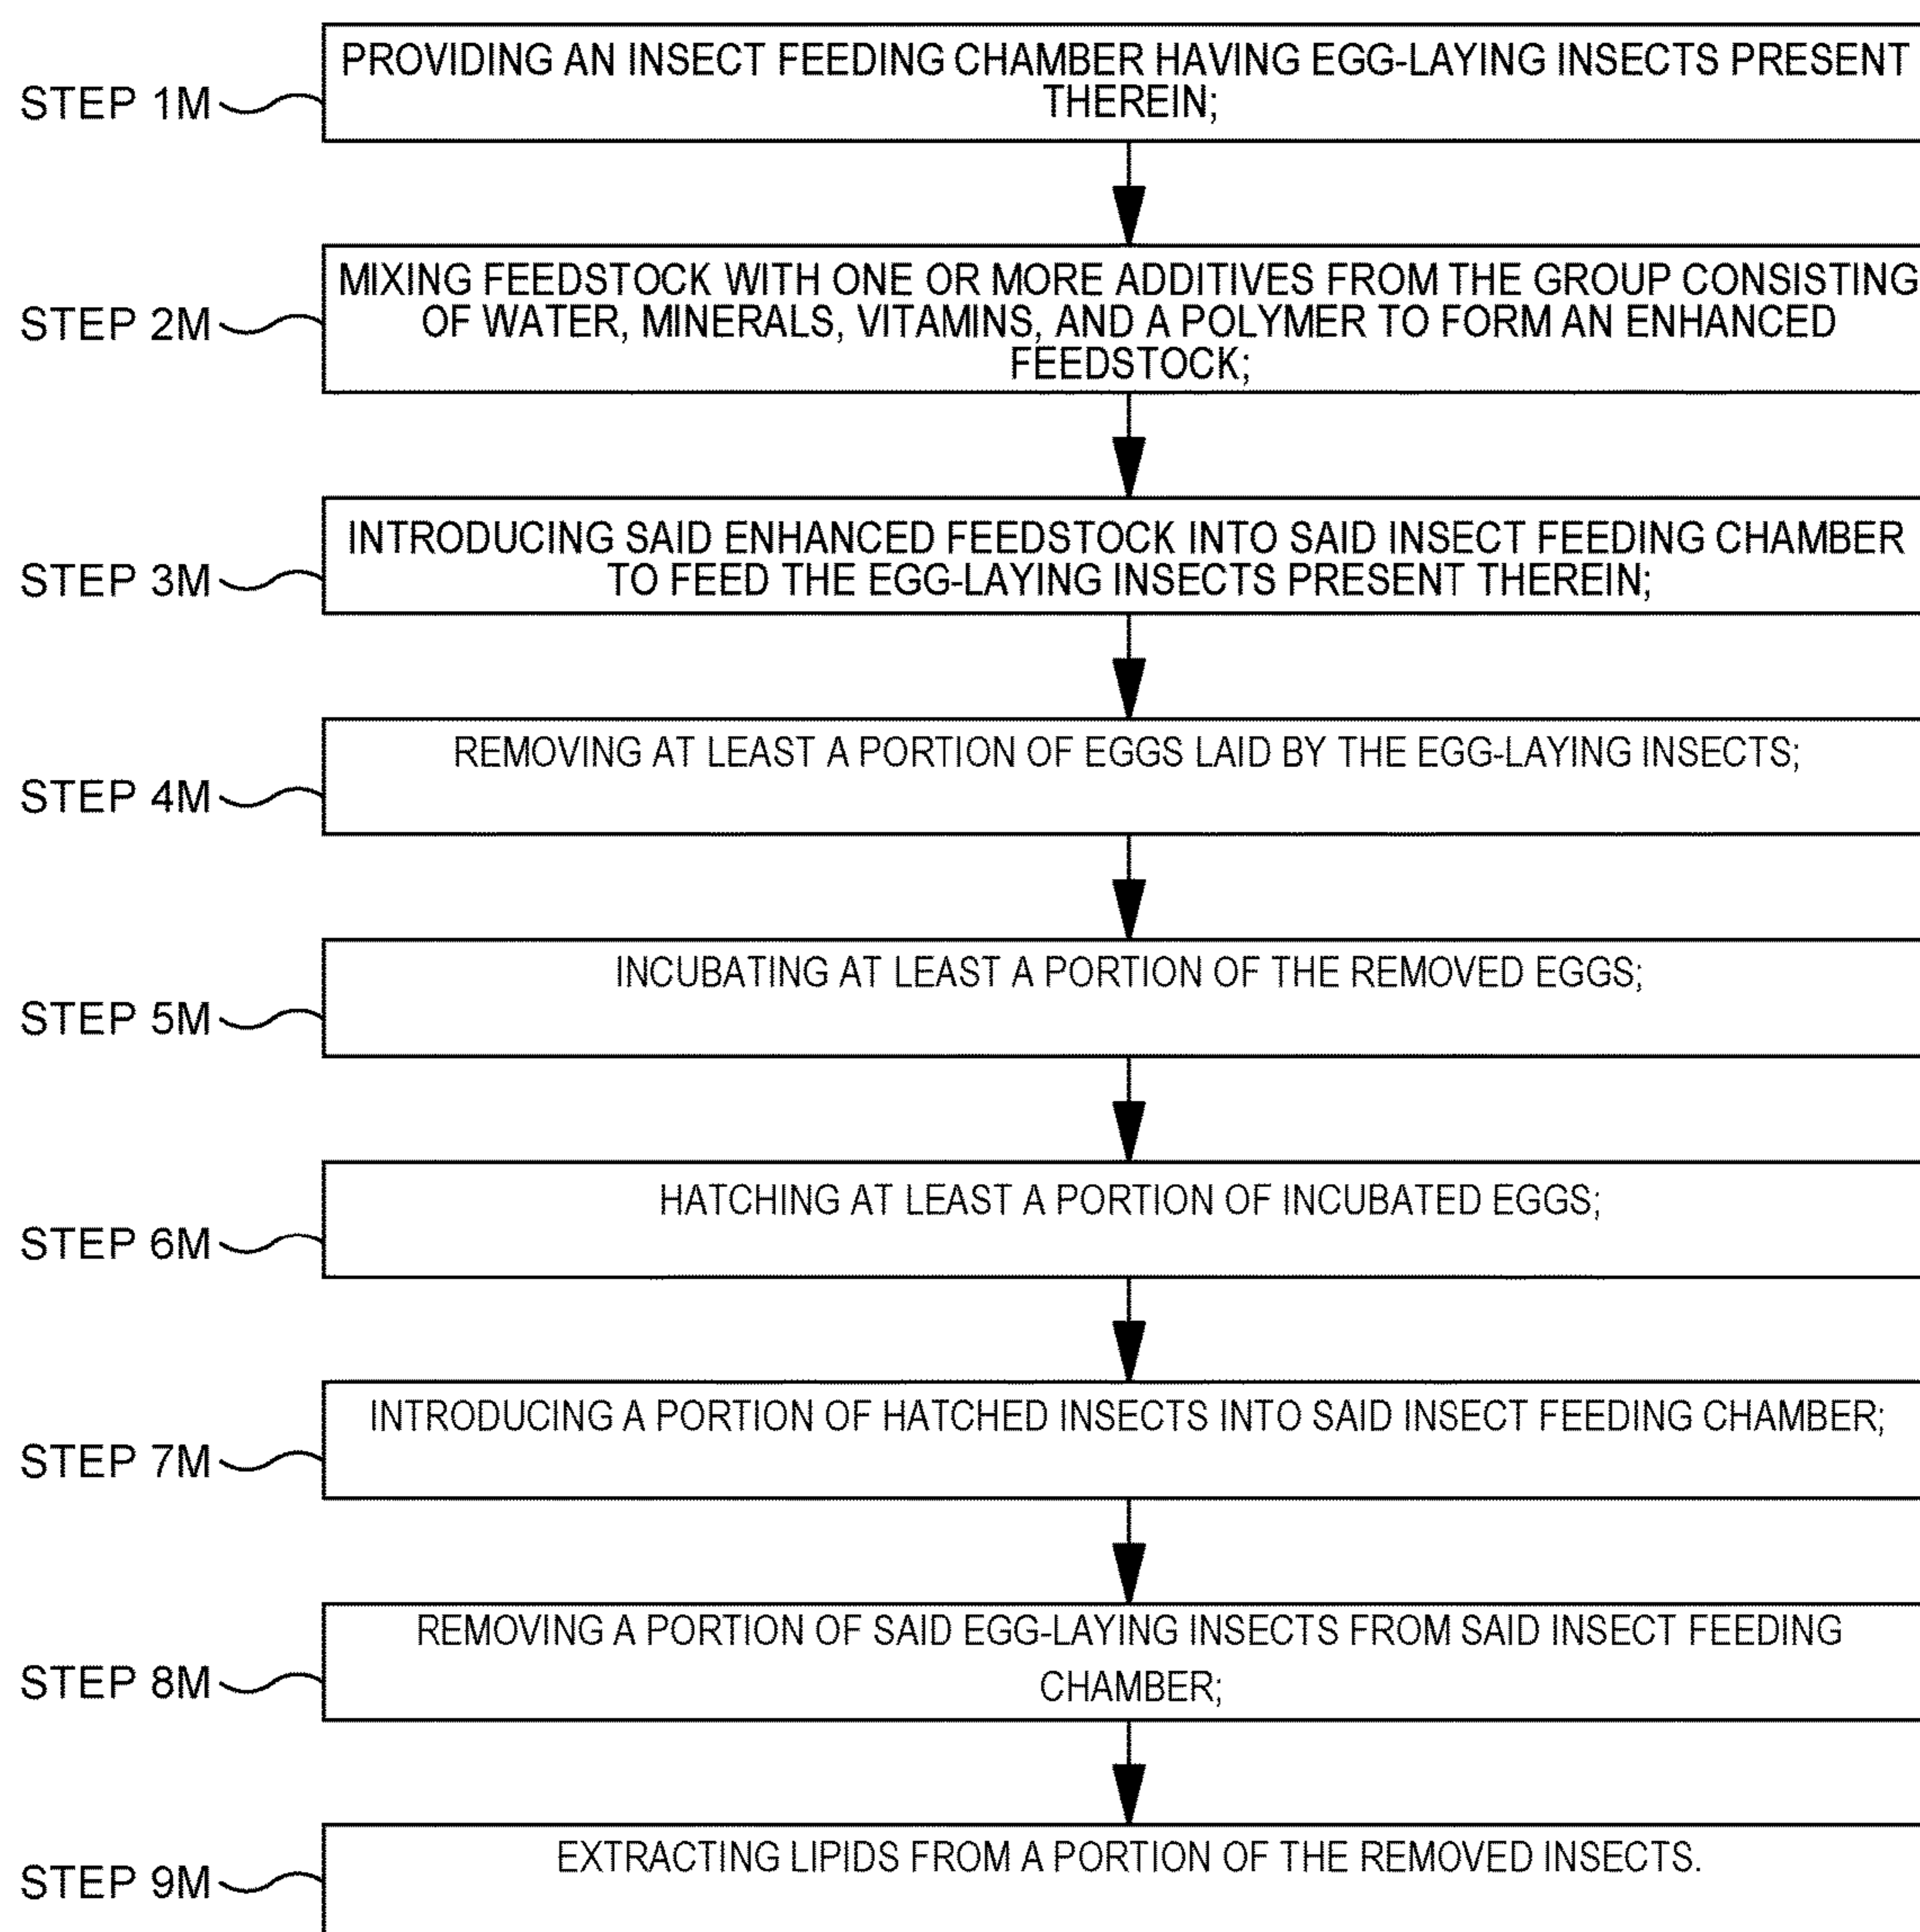 STEP 1M
PROVIDING AN INSECT FEEDING CHAMBER HAVING EGG-LAYING INSECTS PRESENT
THEREIN;
STEP 2M
MIXING FEEDSTOCK WITH ONE OR MORE ADDITIVES FROM THE GROUP CONSISTING
OF WATER, MINERALS, VITAMINS, AND A POLYMER TO FORM AN ENHANCED
FEEDSTOCK;
STEP 3M
INTRODUCING SAID ENHANCED FEEDSTOCK INTO SAID INSECT FEEDING CHAMBER
TO FEED THE EGG-LAYING INSECTS PRESENT THEREIN;
STEP 4M
REMOVING AT LEAST A PORTION OF EGGS LAID BY THE EGG-LAYING INSECTS;
STEP 5M
INCUBATING AT LEAST A PORTION OF THE REMOVED EGGS;
STEP 6M
HATCHING AT LEAST A PORTION OF INCUBATED EGGS;
STEP 7M
INTRODUCING A PORTION OF HATCHED INSECTS INTO SAID INSECT FEEDING CHAMBER;
STEP 8M
REMOVING A PORTION OF SAID EGG-LAYING INSECTS FROM SAID INSECT FEEDING
CHAMBER;
STEP 9M
EXTRACTING LIPIDS FROM A PORTION OF THE REMOVED INSECTS.